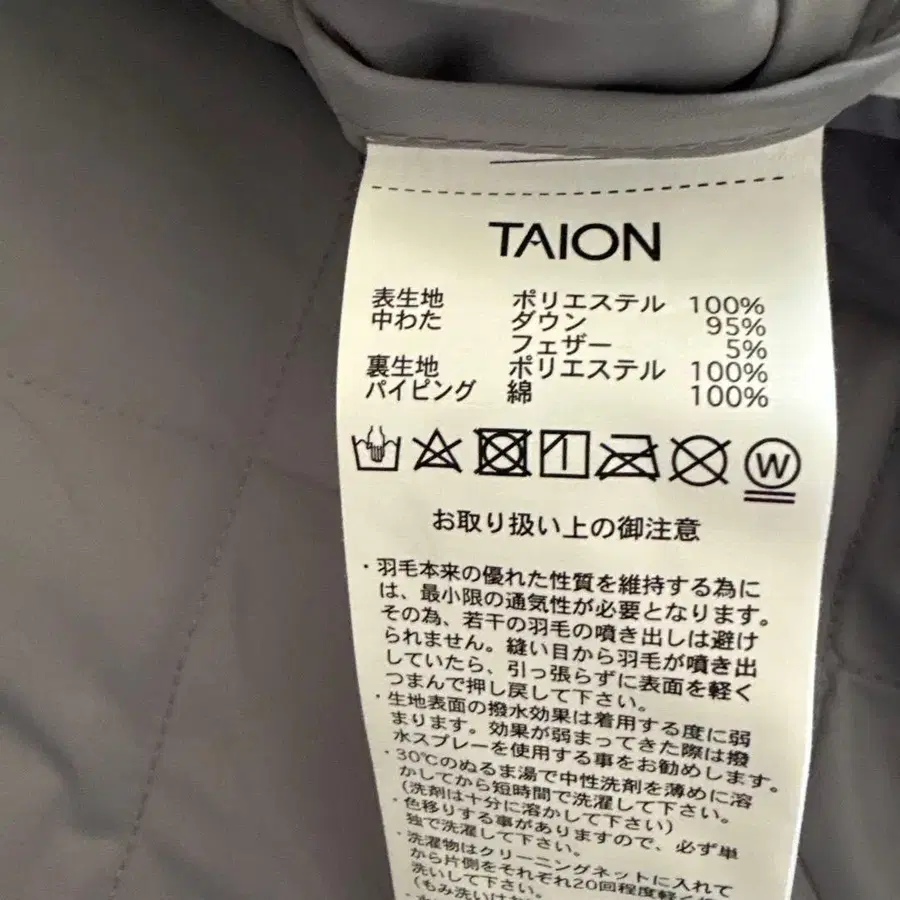 TAION
表生地 ポリエステル 100%
中わた ダウン 95%
フェザー 5%
裏生地 ポリエステル 100%
パイピング 綿 100%
W
お取り扱い上の御注意
・羽毛本来の優れた性質を維持する為に
は、最小限の通気性が必要となります。
その為、若干の羽毛の噴き出しは避け
られません。縫い目から羽毛が噴き出
していたら、引っ張らずに表面を軽く
つまんで押し戻して下さい。
・生地表面の撥水効果は着用する度に弱
まります。効果が弱まってきた際は撥
水スプレーを使用する事をお勧めします。
・30℃のぬるま湯で中性洗剤を薄めに溶
かしてから短時間で洗濯して下さい。
（洗剤は十分に溶かして下さい）
・色移りする事がありますので、必ず単
独で洗濯して下さい。
・洗濯物はクリーニングネットに入れて
から片側をそれぞれ20回程度軽く
洗いして下さい。
（もみ洗いは